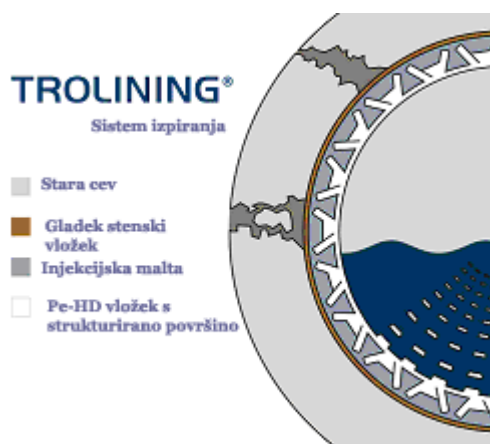 TROLINING®
Sistem izpiranja
Stara cev
Gladek stenski
vložek
Injekcijska malta
Pe-HD vložek s
strukturirano površino